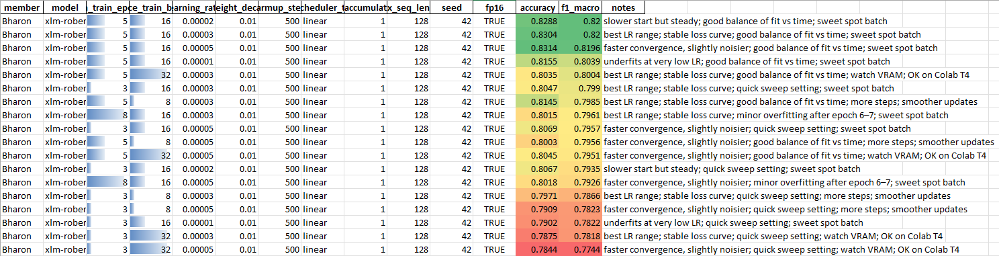 member model _train_epo ce_train_b earning_rat eight_deca armup_ste cheduler_t accumulat x_seq_len seed fp16 accuracy f1_macro notes
Bharon xlm-rober 5 16 0.00002 0.01 500 linear 1 128 42 TRUE 0.8288 0.82 slower start but steady; good balance of fit vs time; sweet spot batch
Bharon xlm-rober 5 16 0.00003 0.01 500 linear 1 128 42 TRUE 0.8304 0.82 best LR range; stable loss curve; good balance of fit vs time; sweet spot batch
Bharon xlm-rober 5 16 0.00005 0.01 500 linear 1 128 42 TRUE 0.8314 0.8196 faster convergence, slightly noisier; good balance of fit vs time; sweet spot batch
Bharon xlm-rober 5 16 0.00001 0.01 500 linear 1 128 42 TRUE 0.8155 0.8039 underfits at very low LR; good balance of fit vs time; sweet spot batch
Bharon xlm-rober 5 32 0.00003 0.01 500 linear 1 128 42 TRUE 0.8035 0.8004 best LR range; stable loss curve; good balance of fit vs time; watch VRAM; OK on Colab T4
Bharon xlm-rober 3 16 0.00003 0.01 500 linear 1 128 42 TRUE 0.8047 0.799 best LR range; stable loss curve; quick sweep setting; sweet spot batch
Bharon xlm-rober 5 8 0.00003 0.01 500 linear 1 128 42 TRUE 0.8145 0.7985 best LR range; stable loss curve; good balance of fit vs time; more steps; smoother updates
Bharon xlm-rober 8 16 0.00003 0.01 500 linear 1 128 42 TRUE 0.8015 0.7961 best LR range; stable loss curve; minor overfitting after epoch 6–7; sweet spot batch
Bharon xlm-rober 3 16 0.00005 0.01 500 linear 1 128 42 TRUE 0.8069 0.7957 faster convergence, slightly noisier; quick sweep setting; sweet spot batch
Bharon xlm-rober 5 8 0.00005 0.01 500 linear 1 128 42 TRUE 0.8003 0.7956 faster convergence, slightly noisier; good balance of fit vs time; more steps; smoother updates
Bharon xlm-rober 5 32 0.00005 0.01 500 linear 1 128 42 TRUE 0.8045 0.7951 faster convergence, slightly noisier; good balance of fit vs time; watch VRAM; OK on Colab T4
Bharon xlm-rober 3 16 0.00002 0.01 500 linear 1 128 42 TRUE 0.8067 0.7935 slower start but steady; quick sweep setting; sweet spot batch
Bharon xlm-rober 8 16 0.00005 0.01 500 linear 1 128 42 TRUE 0.8018 0.7926 faster convergence, slightly noisier; minor overfitting after epoch 6–7; sweet spot batch
Bharon xlm-rober 3 8 0.00003 0.01 500 linear 1 128 42 TRUE 0.7971 0.7866 best LR range; stable loss curve; quick sweep setting; more steps; smoother updates
Bharon xlm-rober 3 8 0.00005 0.01 500 linear 1 128 42 TRUE 0.7909 0.7823 faster convergence, slightly noisier; quick sweep setting; more steps; smoother updates
Bharon xlm-rober 3 16 0.00001 0.01 500 linear 1 128 42 TRUE 0.7902 0.7822 underfits at very low LR; quick sweep setting; sweet spot batch
Bharon xlm-rober 3 32 0.00003 0.01 500 linear 1 128 42 TRUE 0.7875 0.7818 best LR range; stable loss curve; quick sweep setting; watch VRAM; OK on Colab T4
Bharon xlm-rober 3 32 0.00005 0.01 500 linear 1 128 42 TRUE 0.7844 0.7744 faster convergence, slightly noisier; quick sweep setting; watch VRAM; OK on Colab T4